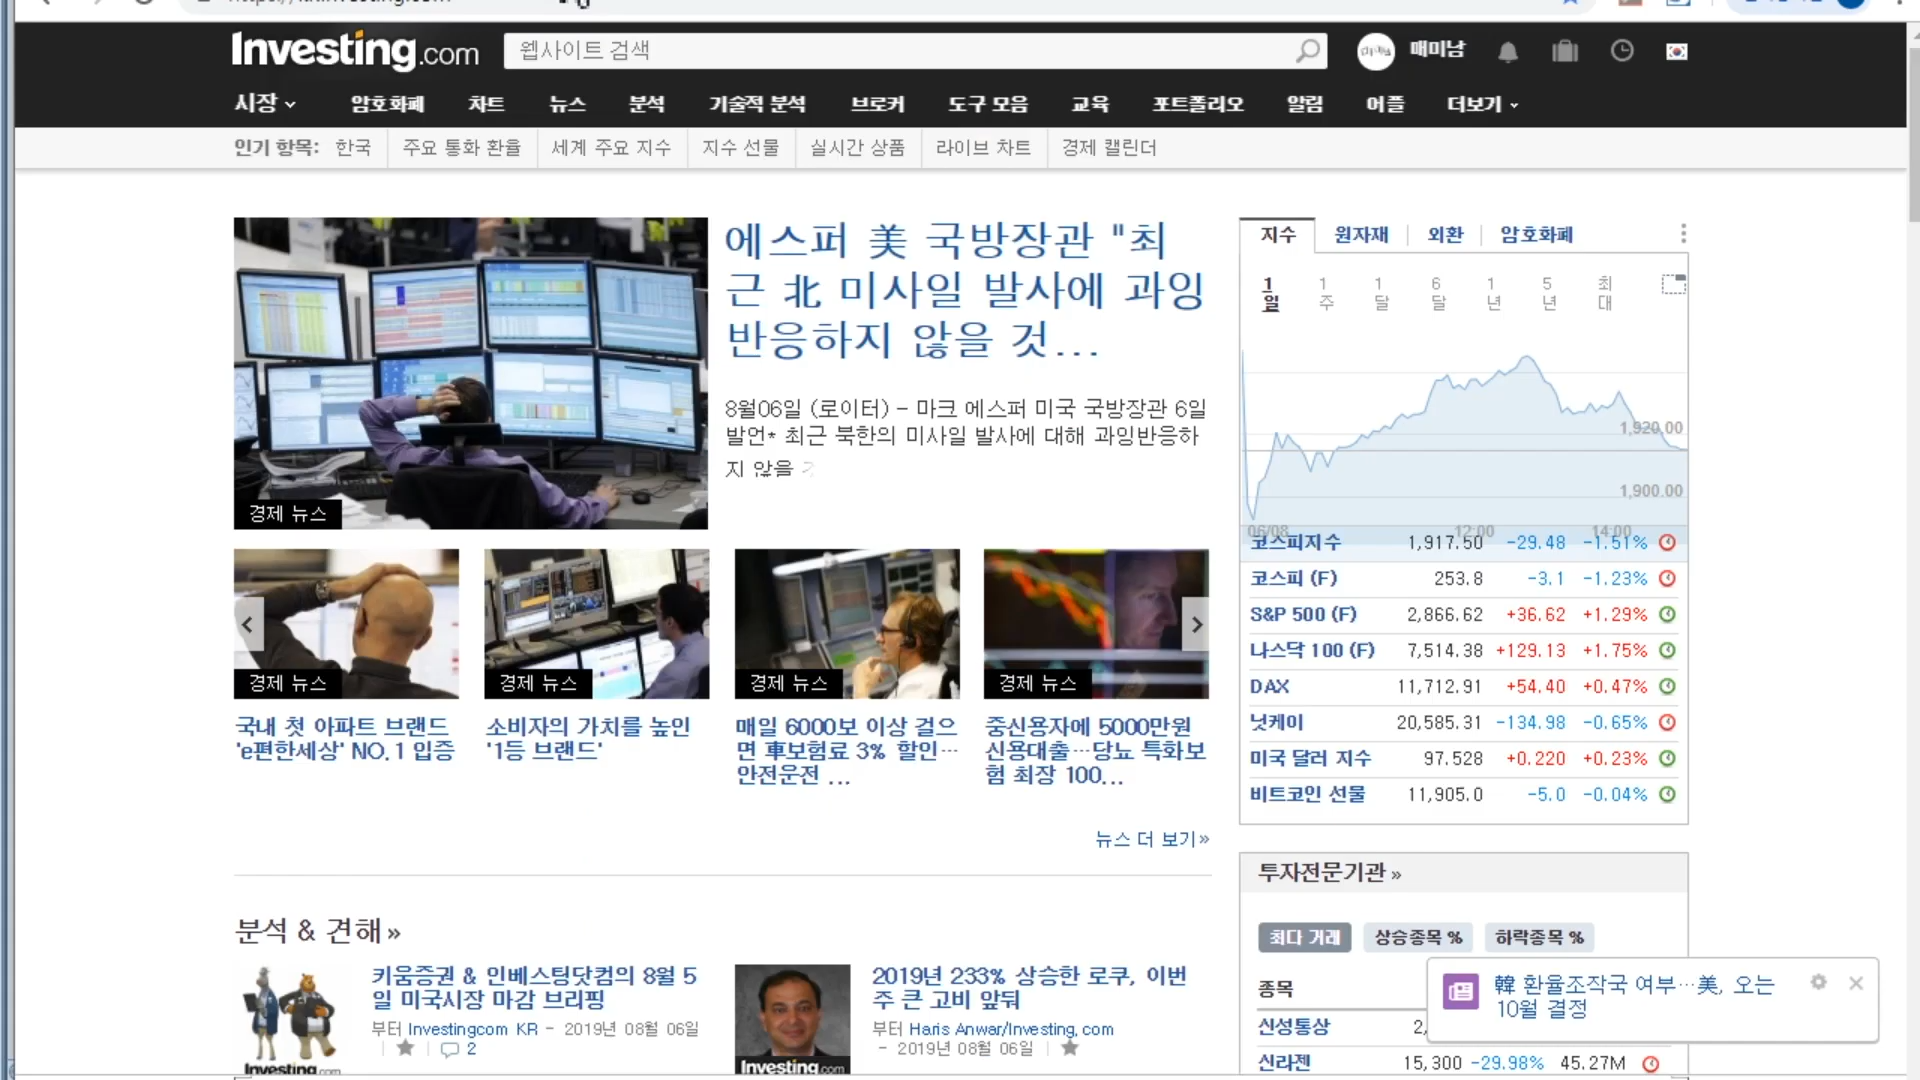 Investing.com
웹사이트 검색
매미남
시장
암호화폐
차트
뉴스
분석
기술적 분석
브로커
도구 모음
교육
포트폴리오
알림
어플
더보기
인기 항목:
한국
주요 통화 환율
세계 주요 지수
지수 선물
실시간 상품
라이브 차트
경제 캘린더
경제 뉴스
에스퍼 美 국방장관 "최
근 北 미사일 발사에 과잉
반응하지 않을 것...
8월06일 (로이터) - 마크 에스퍼 미국 국방장관 6일
발언* 최근 북한의 미사일 발사에 대해 과잉반응하
지 않을
경제 뉴스
국내 첫 아파트 브랜드
'e편한세상' NO.1 입증
경제 뉴스
소비자의 가치를 높인
'1등 브랜드'
경제 뉴스
매일 6000보 이상 걸으
면 車보험료 3% 할인…
안전운전 ...
경제 뉴스
중신용자에 5000만원
신용대출…당뇨 특화보
험 최장 100...
뉴스 더 보기»
분석 & 견해»
키움증권 & 인베스팅닷컴의 8월 5
일 미국시장 마감 브리핑
부터 Investingcom KR - 2019년 08월 06일
2
Investing.com
2019년 233% 상승한 로쿠, 이번
주 큰 고비 앞둬
부터 Haris Anwar/Investing.com
- 2019년 08월 06일
Investing.com
지수
원자재
외환
암호화폐
1일
1주
1달
6달
1년
5년
최대
1,920.00
1,900.00
06/08 12:00 14:00
코스피지수 1,917.50 -29.48 -1.51%
코스피 (F) 253.8 -3.1 -1.23%
S&P 500 (F) 2,866.62 +36.62 +1.29%
나스닥 100 (F) 7,514.38 +129.13 +1.75%
DAX 11,712.91 +54.40 +0.47%
닛케이 20,585.31 -134.98 -0.65%
미국 달러 지수 97.528 +0.220 +0.23%
비트코인 선물 11,905.0 -5.0 -0.04%
투자전문기관 »
최다 거래
상승종목 %
하락종목 %
종목
신성통상 2,
신라젠 15,300 -29.98% 45.27M
韓 환율조작국 여부…美, 오는
10월 결정